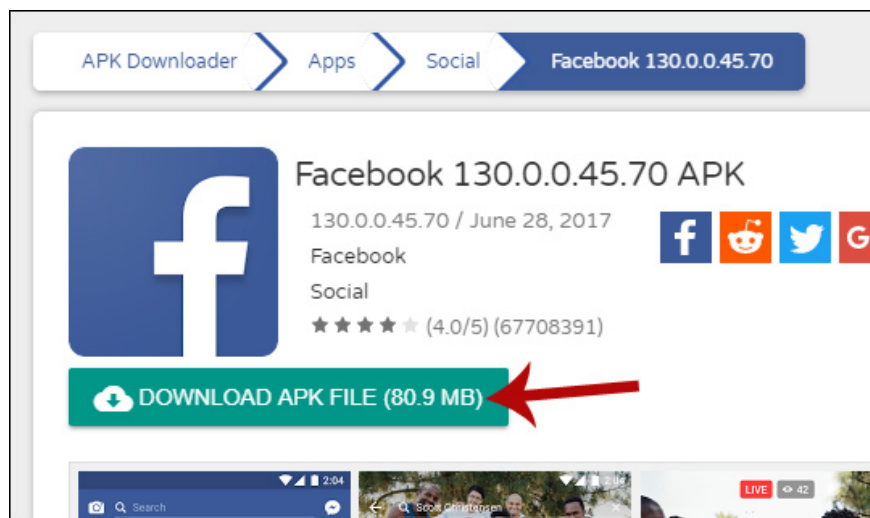 APK Downloader Apps Social Facebook 130.0.0.45.70
Facebook 130.0.0.45.70 APK
130.0.0.45.70 / June 28, 2017
Facebook
Social
(4.0/5) (67708391)
DOWNLOAD APK FILE (80.9 MB)
2:04
Search
2:04
Scott Christensen
LIVE 42